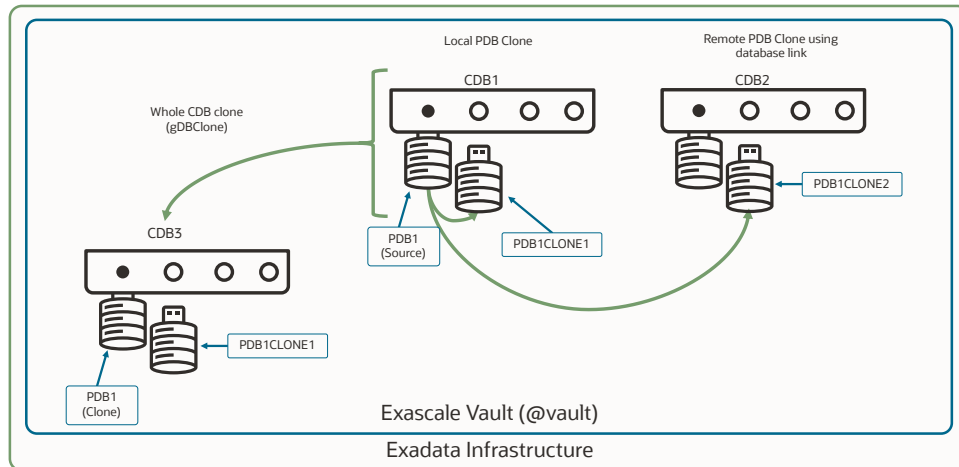 Local PDB Clone
Remote PDB Clone using
database link
CDB1
CDB2
Whole CDB clone
(gDBClone)
PDB1CLONE2
PDB1
(Source)
PDB1CLONE1
CDB3
PDB1CLONE1
PDB1
(Clone)
Exascale Vault (@vault)
Exadata Infrastructure